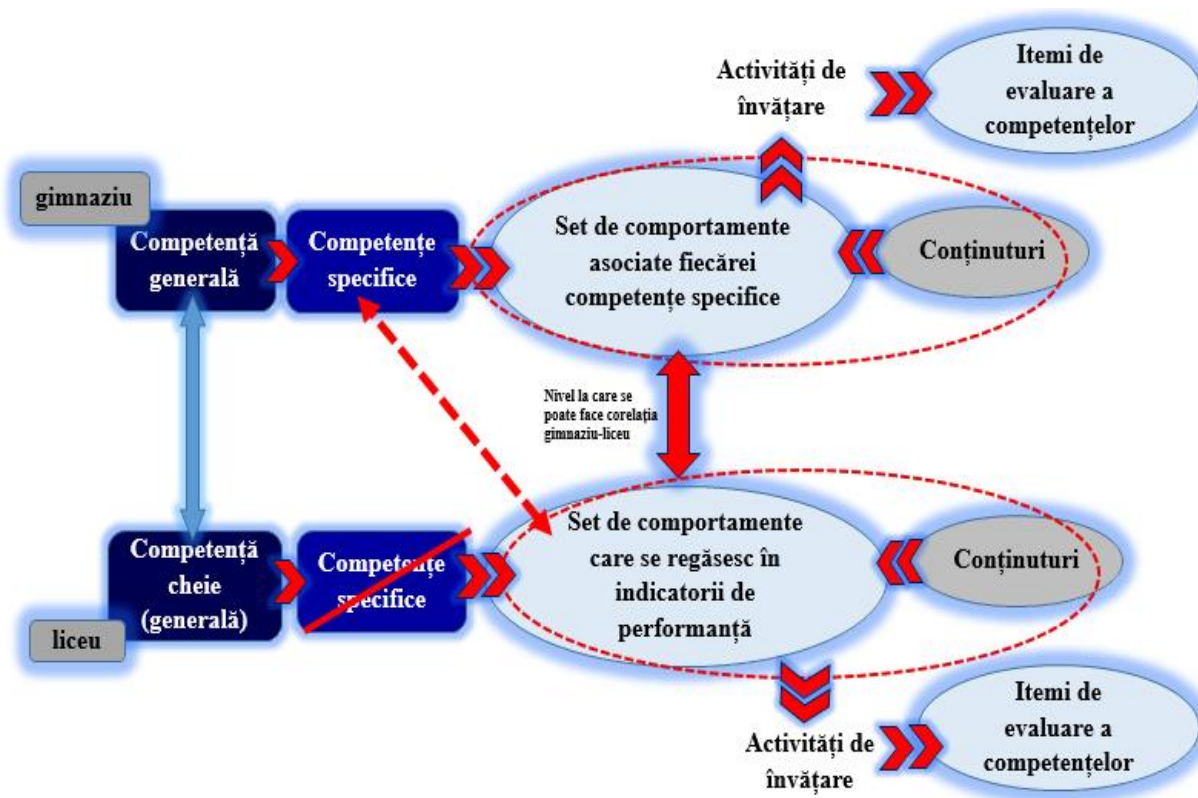 Activități de
învățare
Itemi de
evaluare a
competențelor
gimnaziu
Competență
generală
Competențe
specifice
Set de comportamente
asociate fiecărei
competențe specifice
Conținuturi
Nivel la care se
poate face corelația
gimnaziu-liceu
Competență
cheie
(generală)
liceu
Competențe
specifice
Set de comportamente
care se regăsesc în
indicatorii de
performanță
Conținuturi
Activități de
învățare
Itemi de
evaluare a
competențelor